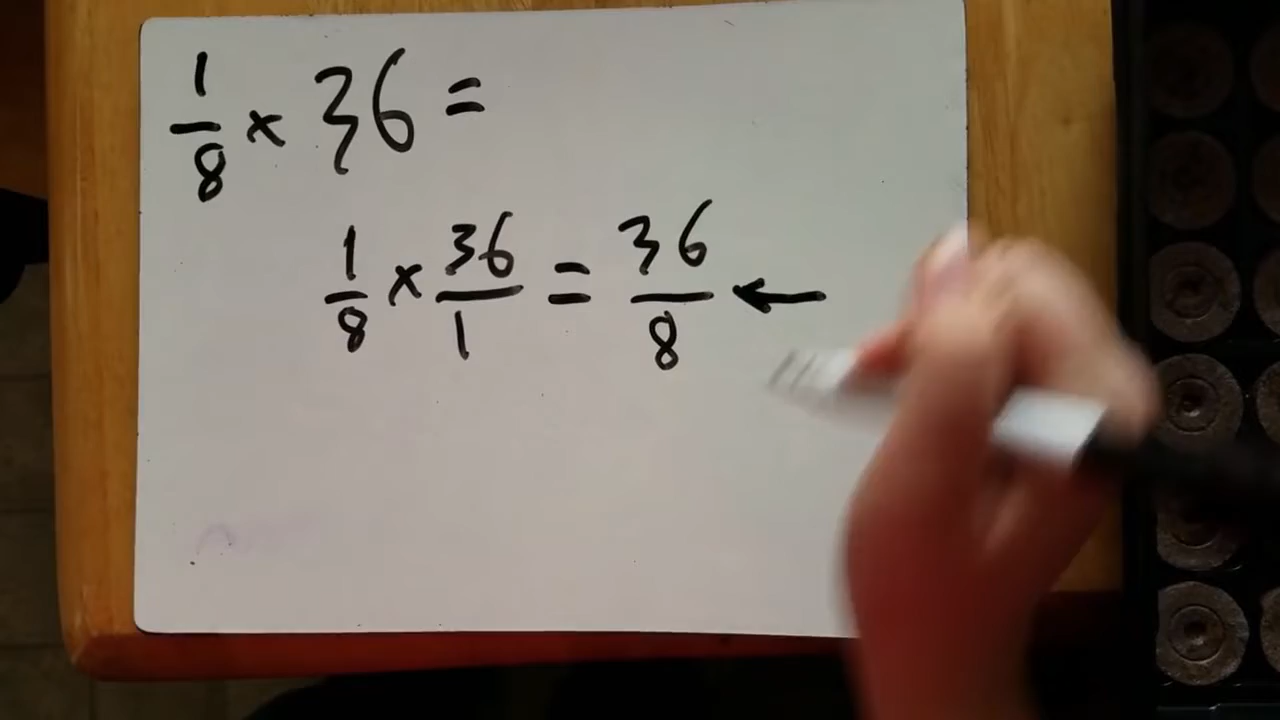 1/8 × 36 =
1/8 × 36/1 = 36/8 ←